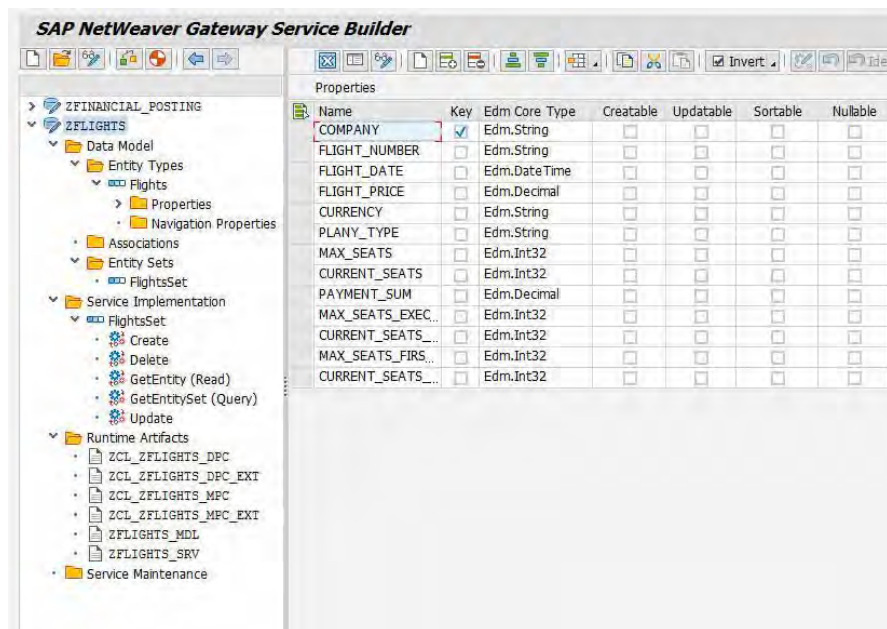 SAP NetWeaver Gateway Service Builder
Invert
Properties
ZFINANCIAL_POSTING
ZFLIGHTS
Data Model
Entity Types
Flights
Properties
Navigation Properties
Associations
Entity Sets
FlightsSet
Service Implementation
FlightsSet
Create
Delete
GetEntity (Read)
GetEntitySet (Query)
Update
Runtime Artifacts
ZCL_ZFLIGHTS_DPC
ZCL_ZFLIGHTS_DPC_EXT
ZCL_ZFLIGHTS_MPC
ZCL_ZFLIGHTS_MPC_EXT
ZFLIGHTS_MDL
ZFLIGHTS_SRV
Service Maintenance
Name Key Edm Core Type Creatable Updatable Sortable Nullable
COMPANY Edm.String
FLIGHT_NUMBER Edm.String
FLIGHT_DATE Edm.DateTime
FLIGHT_PRICE Edm.Decimal
CURRENCY Edm.String
PLANY_TYPE Edm.String
MAX_SEATS Edm.Int32
CURRENT_SEATS Edm.Int32
PAYMENT_SUM Edm.Decimal
MAX_SEATS_EXEC... Edm.Int32
CURRENT_SEATS_... Edm.Int32
MAX_SEATS_FIRS... Edm.Int32
CURRENT_SEATS_... Edm.Int32